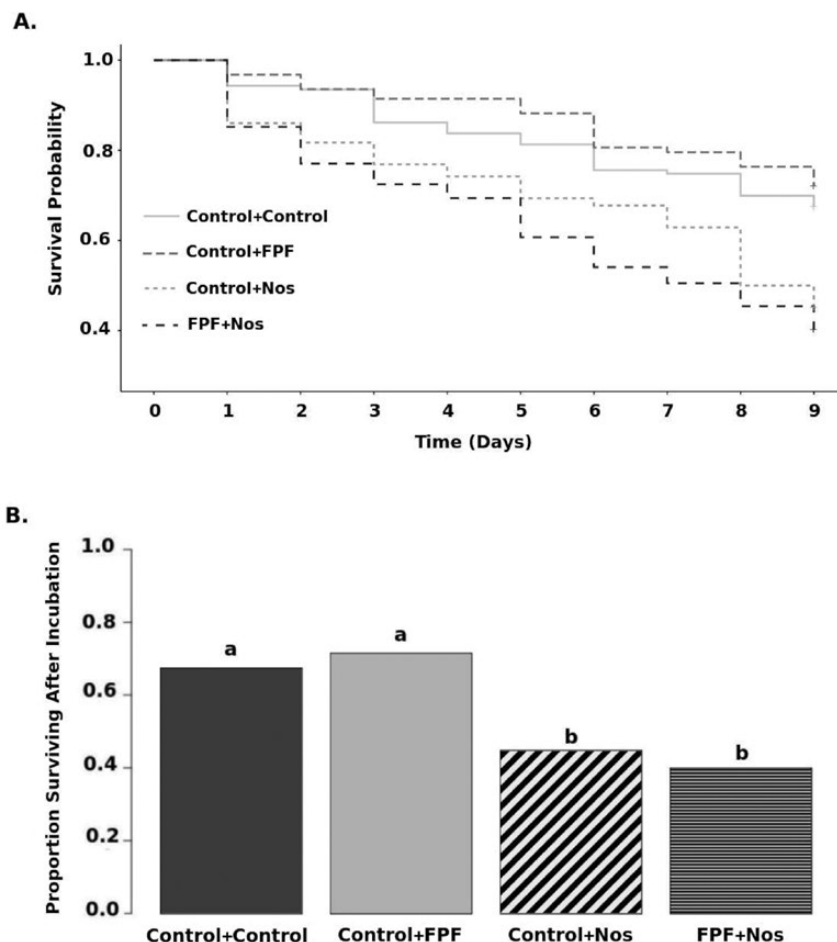 A.
1.0
0.8
0.6
0.4
Survival Probability
Control+Control
Control+FPF
Control+Nos
FPF+Nos
0 1 2 3 4 5 6 7 8 9
Time (Days)
B.
1.0
0.8
0.6
0.4
0.2
0.0
Proportion Surviving After Incubation
a
a
b
b
Control+Control Control+FPF Control+Nos FPF+Nos